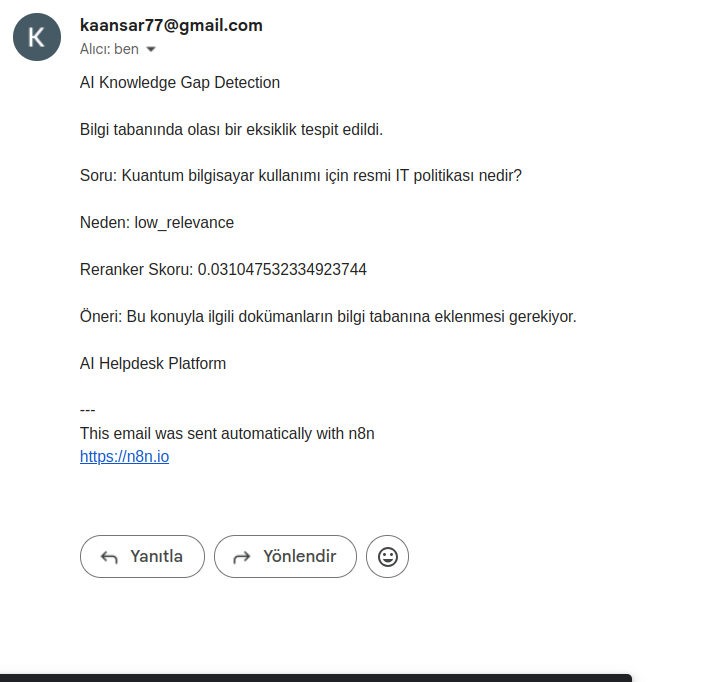 K
kaansar77@gmail.com
Alıcı: ben
AI Knowledge Gap Detection
Bilgi tabanında olası bir eksiklik tespit edildi.
Soru: Kuantum bilgisayar kullanımı için resmi IT politikası nedir?
Neden: low_relevance
Reranker Skoru: 0.031047532334923744
Öneri: Bu konuyla ilgili dokümanların bilgi tabanına eklenmesi gerekiyor.
AI Helpdesk Platform
---
This email was sent automatically with n8n
https://n8n.io
Yanıtla
Yönlendir